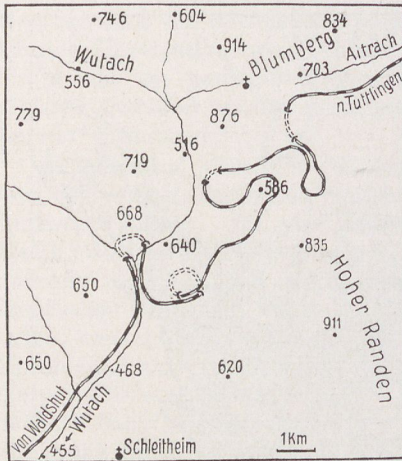 746
604
834
914
Blumberg
Aitrach
Wutach
556
703
n. Tuttlingen
779
876
516
719
586
668
640
835
650
Hoher Randen
911
650
468
620
von Waldshut
Wutach
455
Schleitheim
1Km